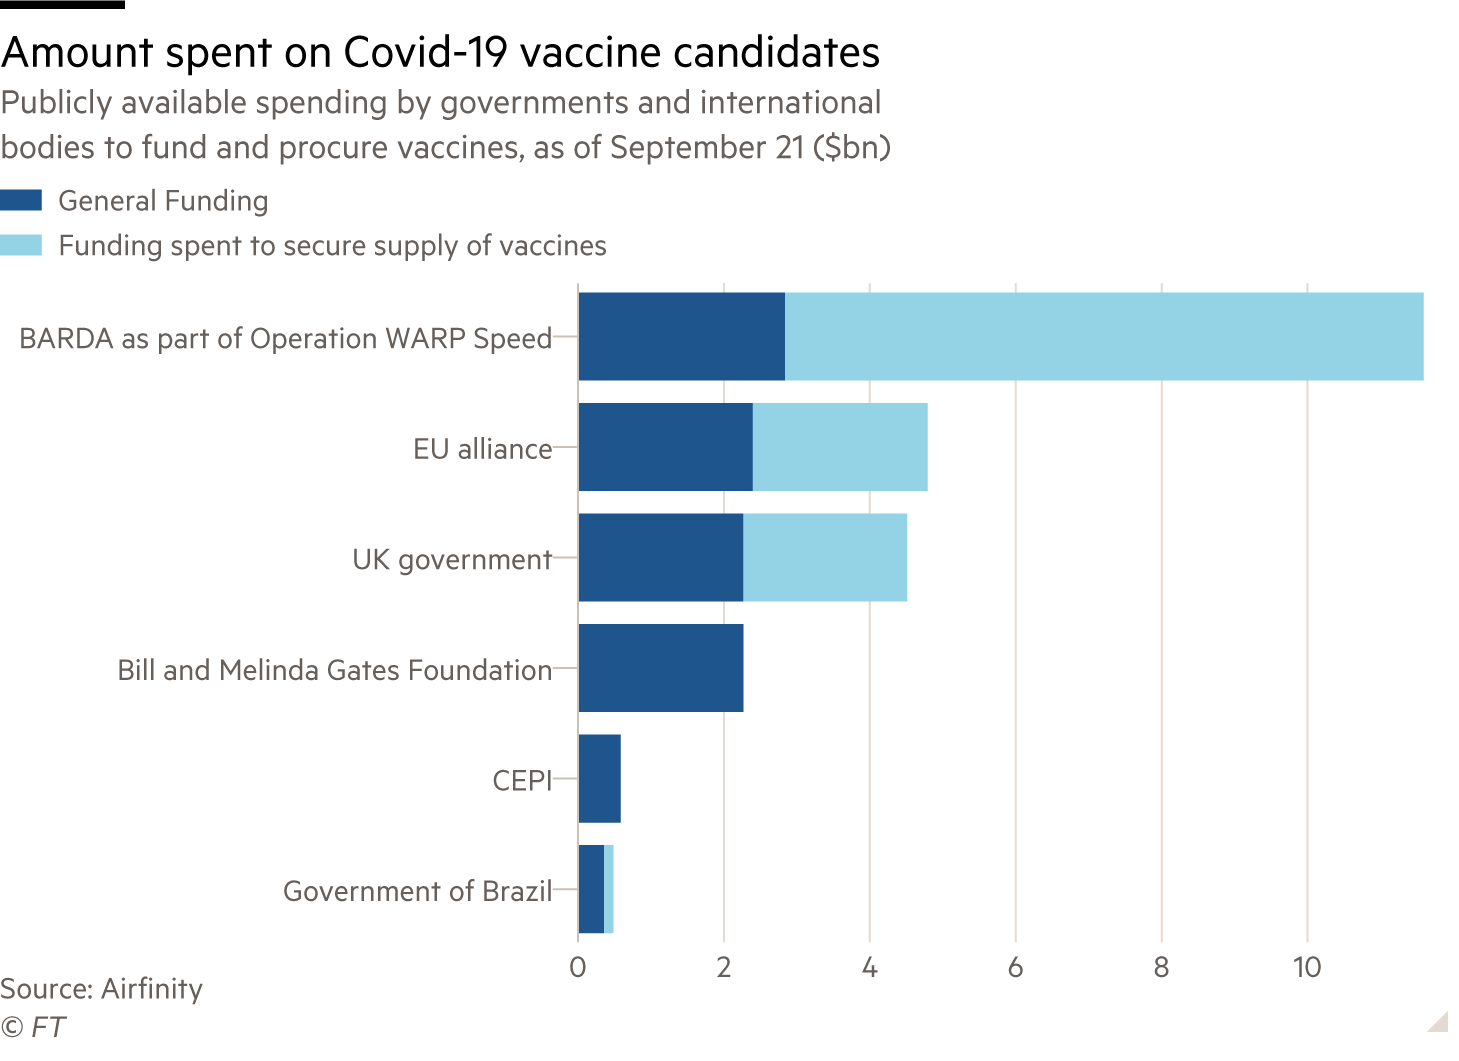 Amount spent on Covid-19 vaccine candidates
Publicly available spending by governments and international
bodies to fund and procure vaccines, as of September 21 ($bn)
General Funding
Funding spent to secure supply of vaccines
BARDA as part of Operation WARP Speed
EU alliance
UK government
Bill and Melinda Gates Foundation
CEPI
Government of Brazil
0 2 4 6 8 10
Source: Airfinity
© FT